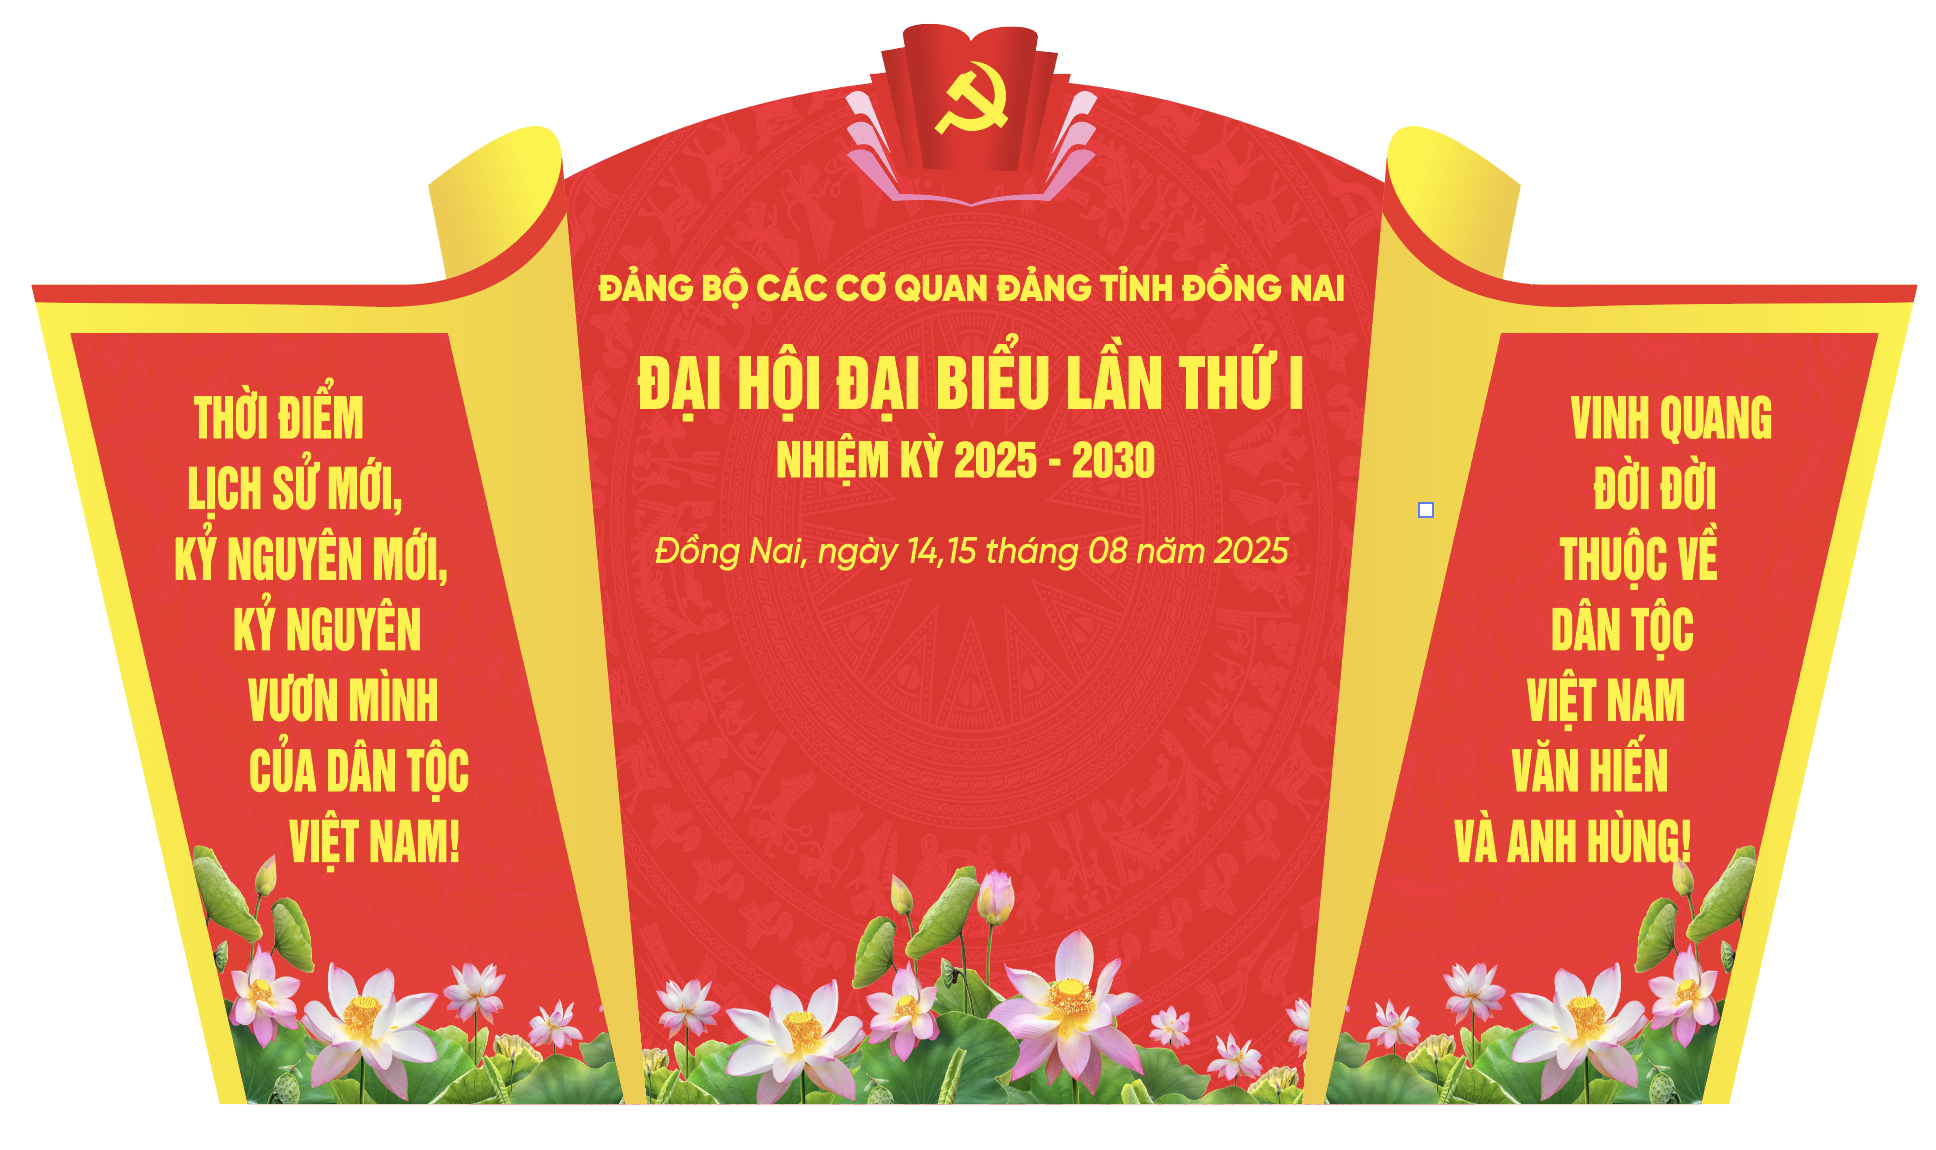 ĐẢNG BỘ CÁC CƠ QUAN ĐẢNG TỈNH ĐỒNG NAI
ĐẠI HỘI ĐẠI BIỂU LẦN THỨ I
NHIỆM KỲ 2025 - 2030
Đồng Nai, ngày 14,15 tháng 08 năm 2025
THỜI ĐIỂM
LỊCH SỬ MỚI,
KỶ NGUYÊN MỚI,
KỶ NGUYÊN
VƯƠN MÌNH
CỦA DÂN TỘC
VIỆT NAM!
VINH QUANG
ĐỜI ĐỜI
THUỘC VỀ
DÂN TỘC
VIỆT NAM
VĂN HIẾN
VÀ ANH HÙNG!